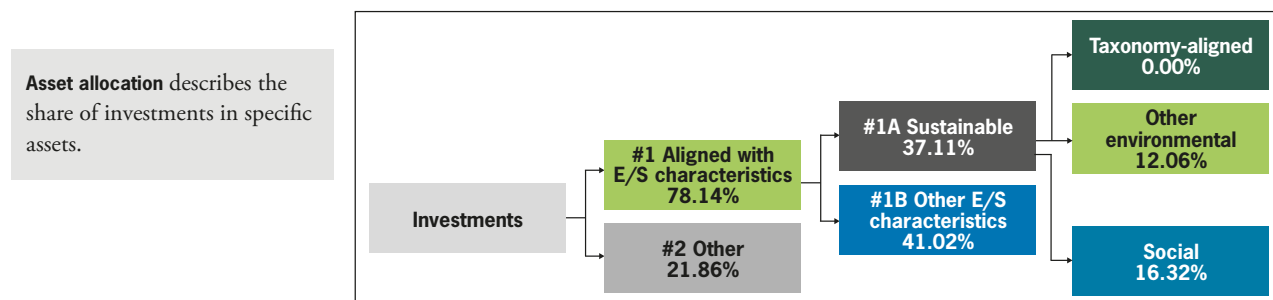 Asset allocation describes the
share of investments in specific
assets.
Investments
#1 Aligned with
E/S characteristics
78.14%
#2 Other
21.86%
#1A Sustainable
37.11%
#1B Other E/S
characteristics
41.02%
Taxonomy-aligned
0.00%
Other
environmental
12.06%
Social
16.32%